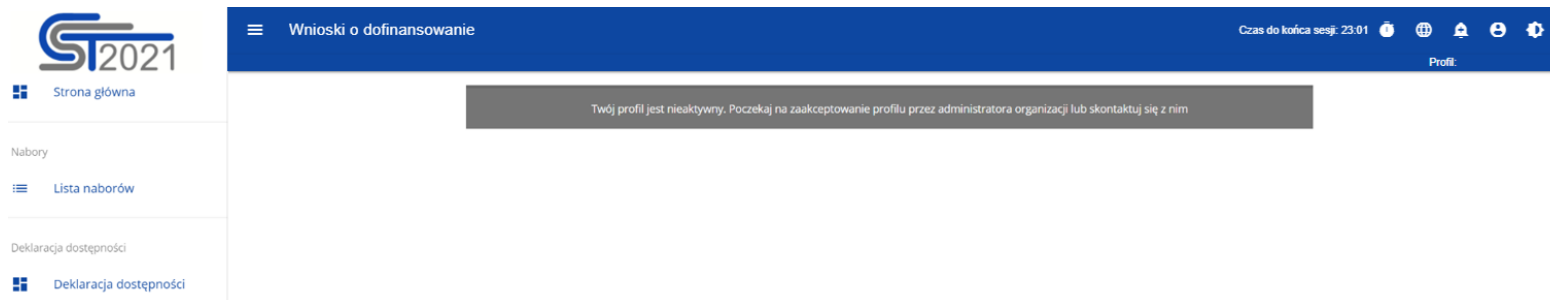 CST2021
Wnioski o dofinansowanie
Czas do końca sesji: 23:01
Profil:
Strona główna
Twój profil jest nieaktywny. Poczekaj na zaakceptowanie profilu przez administratora organizacji lub skontaktuj się z nim
Nabory
Lista naborów
Deklaracja dostępności
Deklaracja dostępności